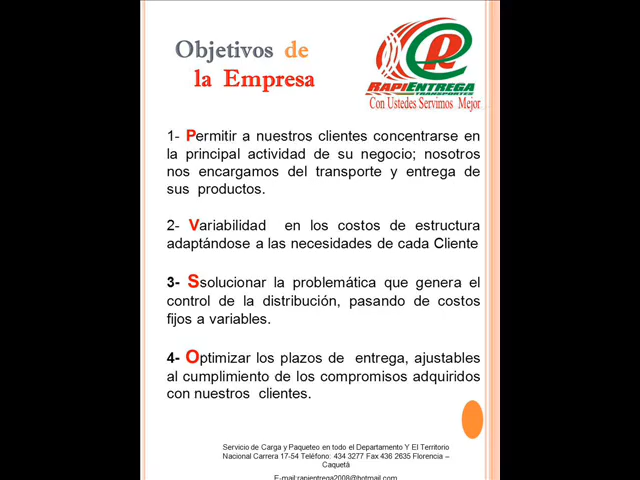 Objetivos de
la Empresa
RAPIENTREGA
TRANSPORTES
Con Ustedes Servimos Mejor
1- Permitir a nuestros clientes concentrarse en
la principal actividad de su negocio; nosotros
nos encargamos del transporte y entrega de
sus productos.
2- Variabilidad en los costos de estructura
adaptándose a las necesidades de cada Cliente
3- Ssolucionar la problemática que genera el
control de la distribución, pasando de costos
fijos a variables.
4- Optimizar los plazos de entrega, ajustables
al cumplimiento de los compromisos adquiridos
con nuestros clientes.
Servicio de Carga y Paqueteo en todo el Departamento Y El Territorio
Nacional Carrera 17-54 Teléfono: 434 3277 Fax 436 2635 Florencia –
Caquetá
E-mail:rapientrega2008@hotmail.com